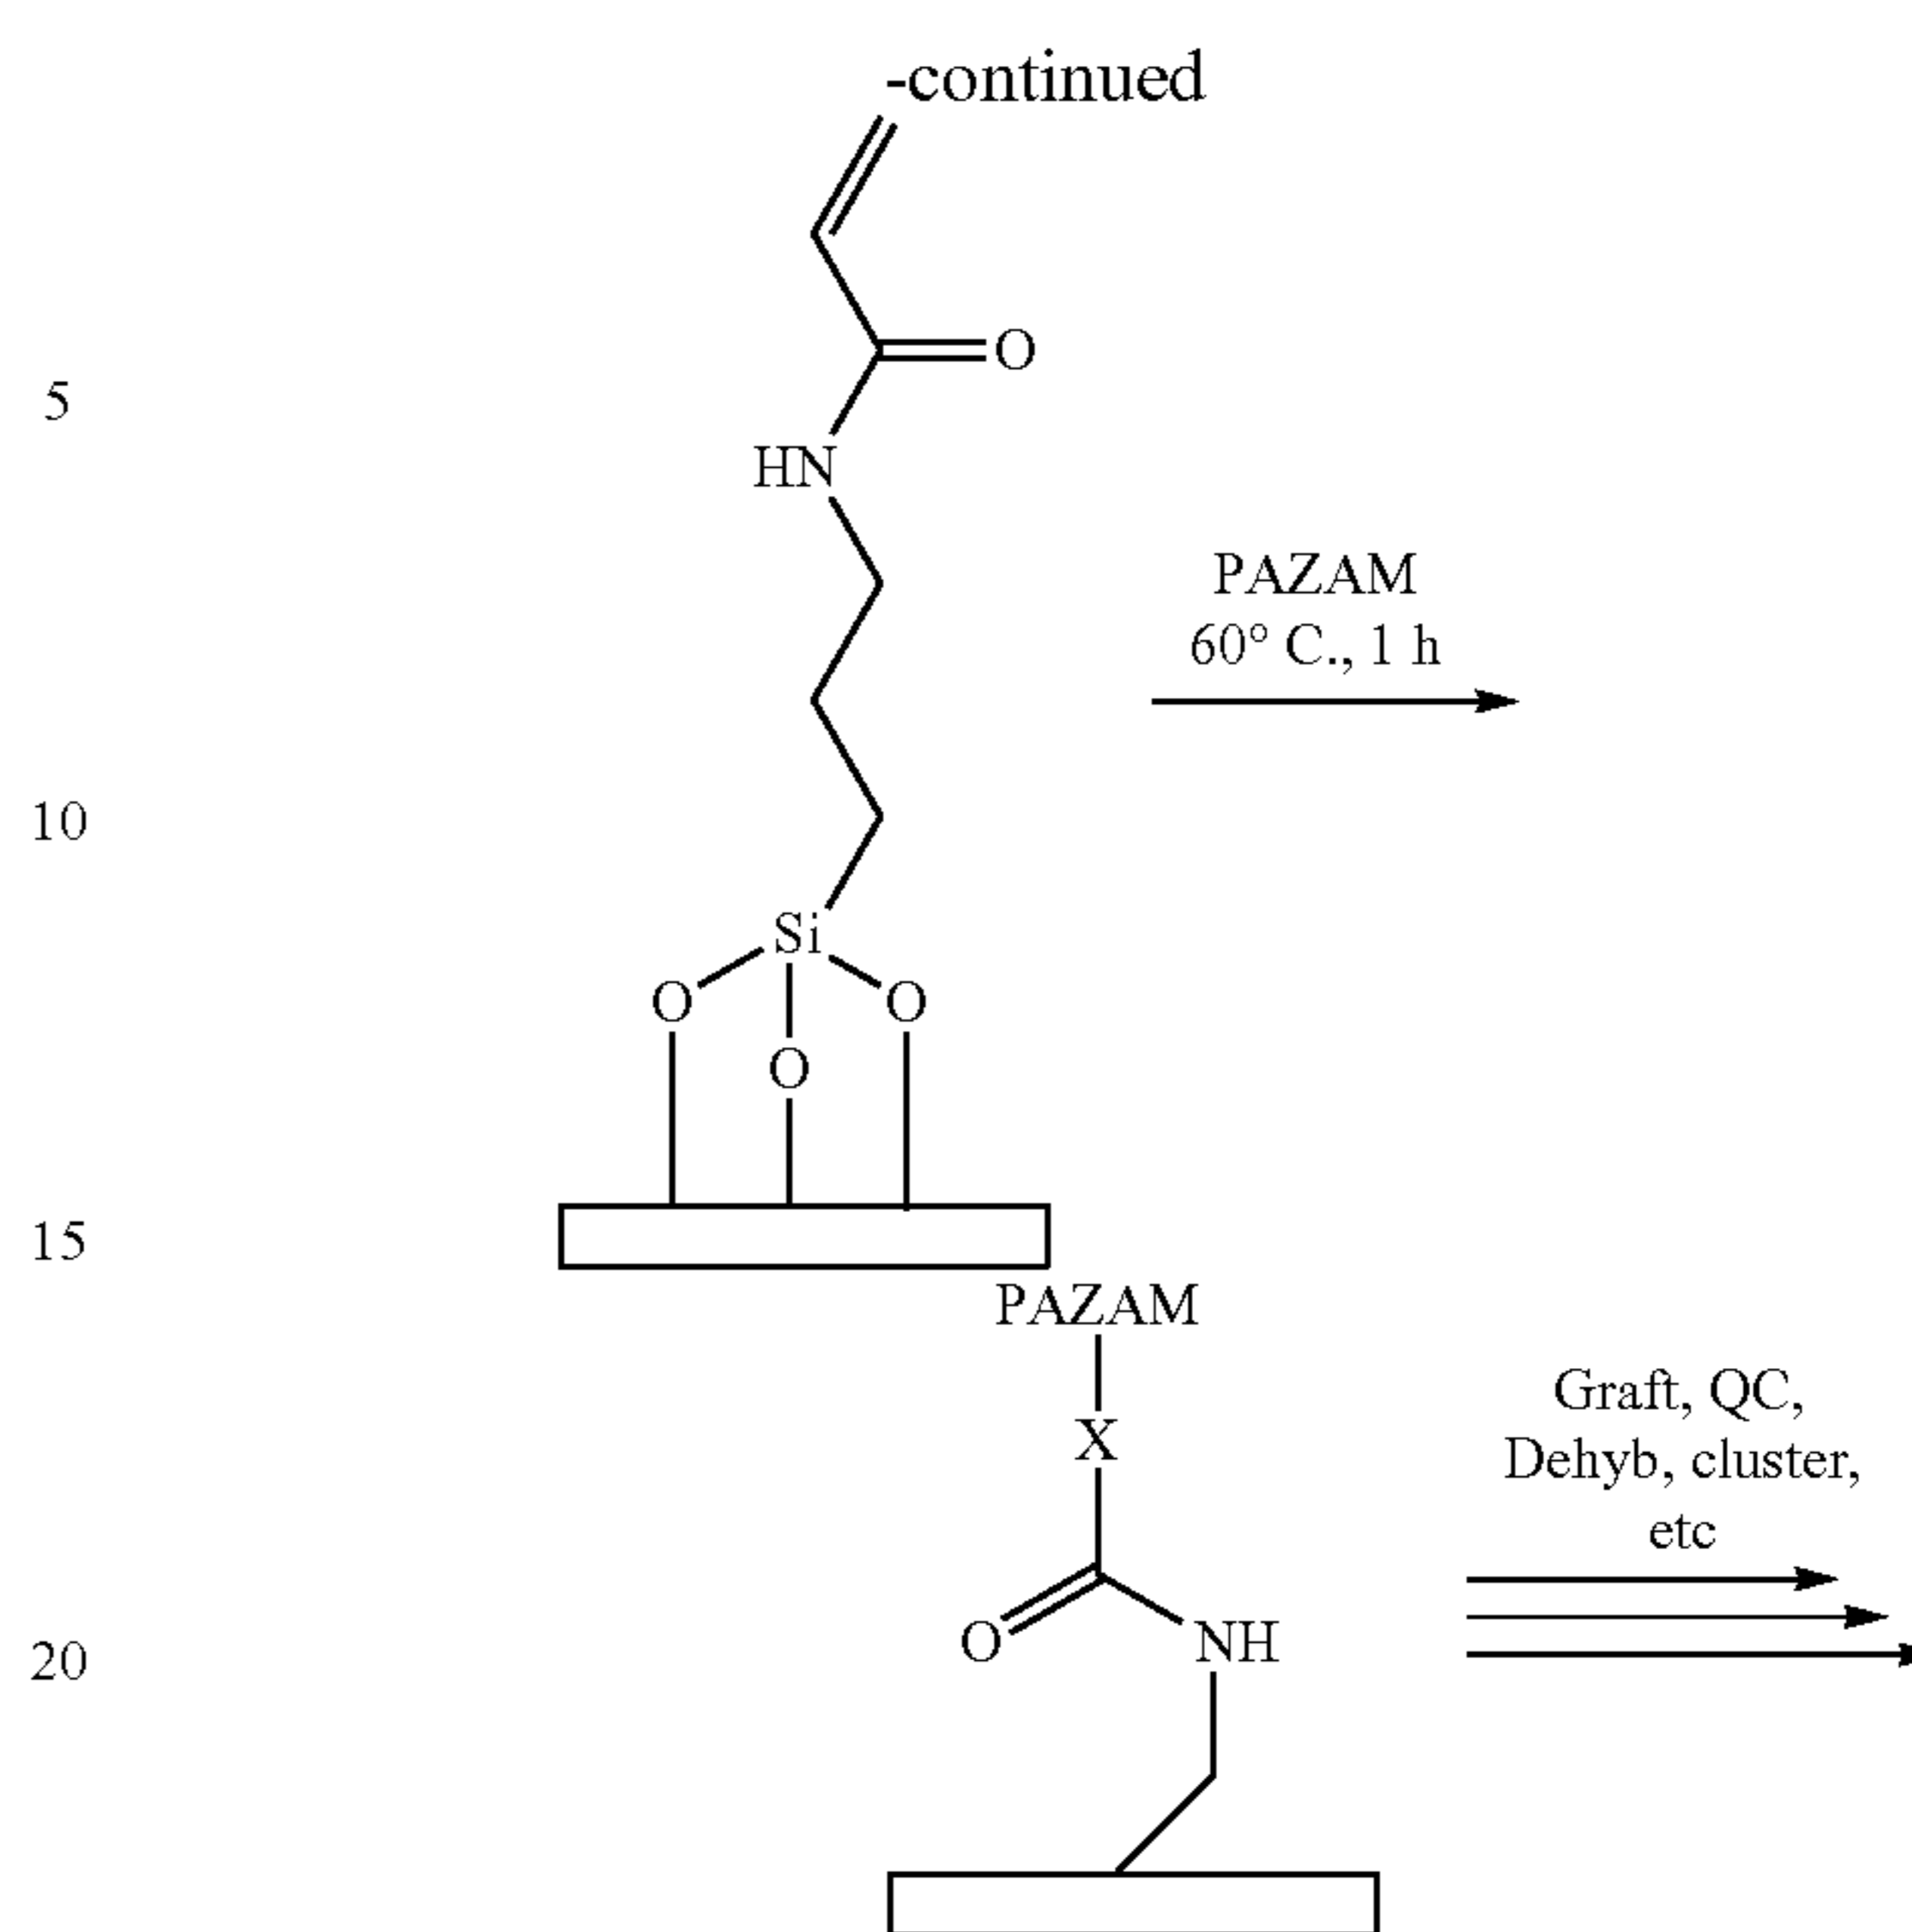 -continued
O
5
HN
PAZAM
60° C., 1 h
10
Si
O
O
O
15
PAZAM
X
Graft, QC,
Dehyb, cluster,
etc
O
NH
20